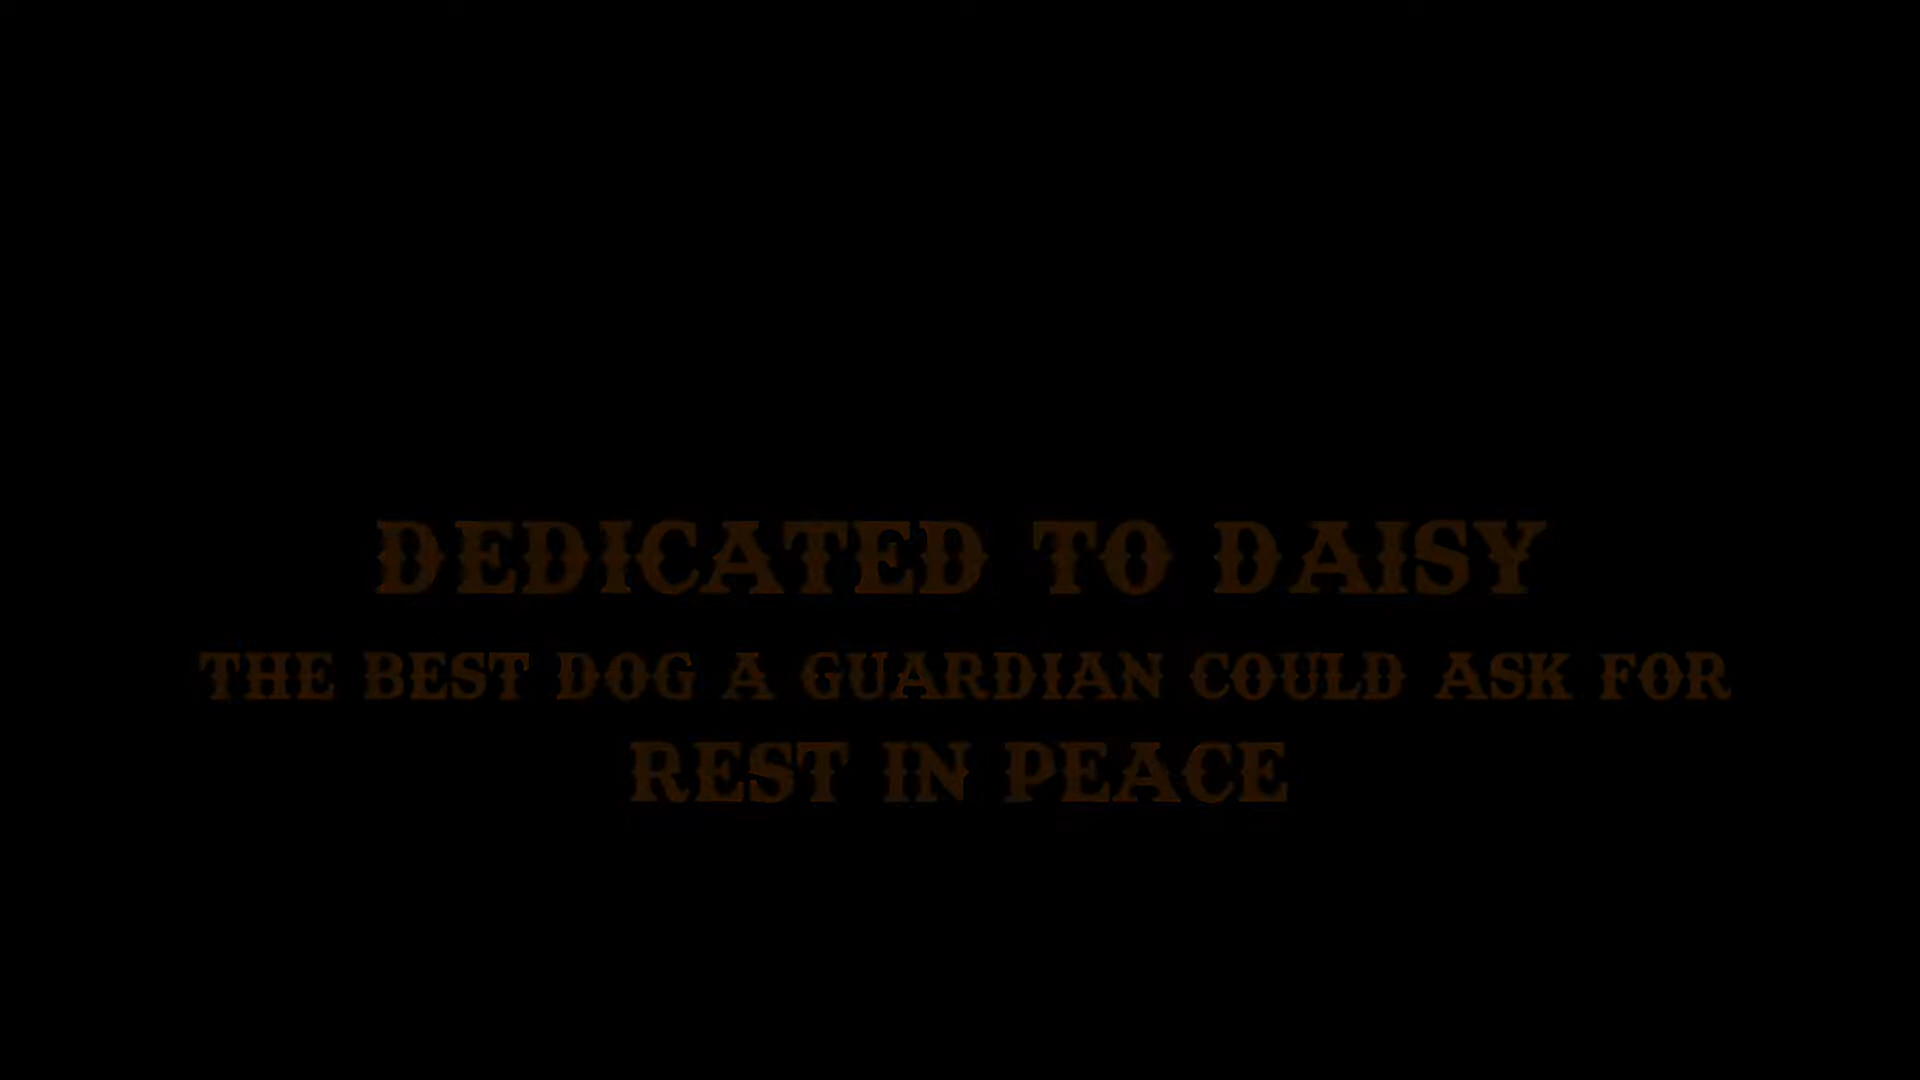 DEDICATED TO DAISY
THE BEST DOG A GUARDIAN COULD ASK FOR
REST IN PEACE